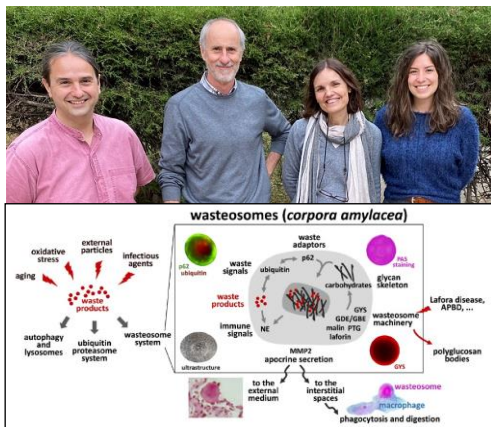 wasteosomes (corpora amylacea)
oxidative stress
external particles
infectious agents
aging
waste products
autophagy and lysosomes
ubiquitin proteasome system
wasteosome system
p62
ubiquitin
waste signals
waste adaptors
p62
ubiquitin
carbohydrates
PAS staining
glycan skeleton
waste products
immune signals
NE
GYS
GDE/GBE
malin PTG
laforin
wasteosome machinery
Lafora disease, APBD, ...
polyglucosan bodies
ultrastructure
MMP2
apocrine secretion
GYS
to the external medium
to the interstitial spaces
wasteosome
macrophage
phagocytosis and digestion